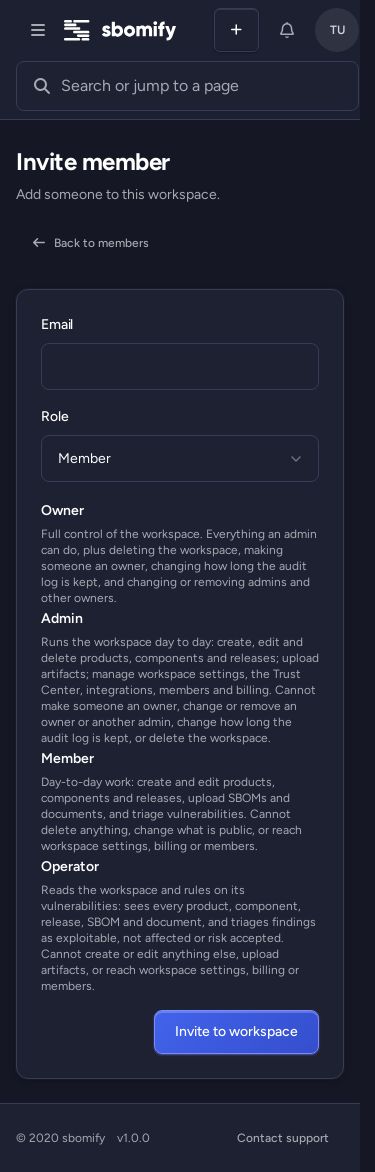 sbomify
+
TU
Search or jump to a page
Invite member
Add someone to this workspace.
← Back to members
Email
Role
Member
Owner
Full control of the workspace. Everything an admin
can do, plus deleting the workspace, making
someone an owner, changing how long the audit
log is kept, and changing or removing admins and
other owners.
Admin
Runs the workspace day to day: create, edit and
delete products, components and releases; upload
artifacts; manage workspace settings, the Trust
Center, integrations, members and billing. Cannot
make someone an owner, change or remove an
owner or another admin, change how long the
audit log is kept, or delete the workspace.
Member
Day-to-day work: create and edit products,
components and releases, upload SBOMs and
documents, and triage vulnerabilities. Cannot
delete anything, change what is public, or reach
workspace settings, billing or members.
Operator
Reads the workspace and rules on its
vulnerabilities: sees every product, component,
release, SBOM and document, and triages findings
as exploitable, not affected or risk accepted.
Cannot create or edit anything else, upload
artifacts, or reach workspace settings, billing or
members.
Invite to workspace
© 2020 sbomify v1.0.0 Contact support